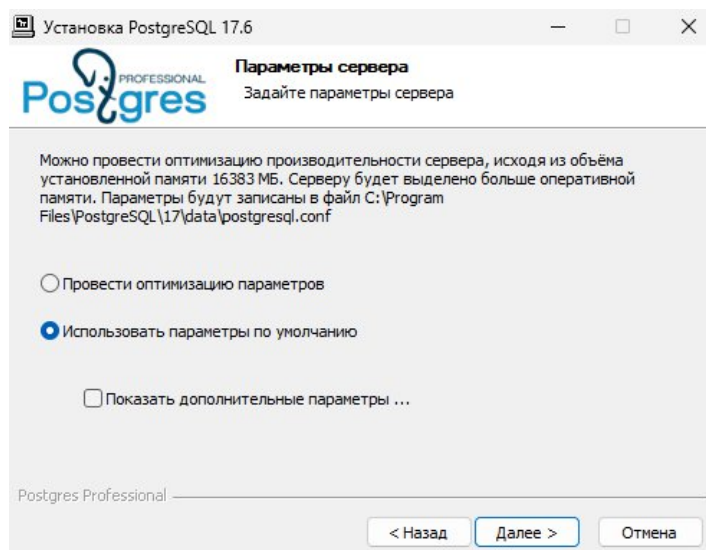 Установка PostgreSQL 17.6
PROFESSIONAL
Postgres
Параметры сервера
Задайте параметры сервера
Можно провести оптимизацию производительности сервера, исходя из объёма
установленной памяти 16383 МБ. Серверу будет выделено больше оперативной
памяти. Параметры будут записаны в файл C:\Program
Files\PostgreSQL\17\data\postgresql.conf
Провести оптимизацию параметров
Использовать параметры по умолчанию
Показать дополнительные параметры ...
Postgres Professional
< Назад
Далее >
Отмена